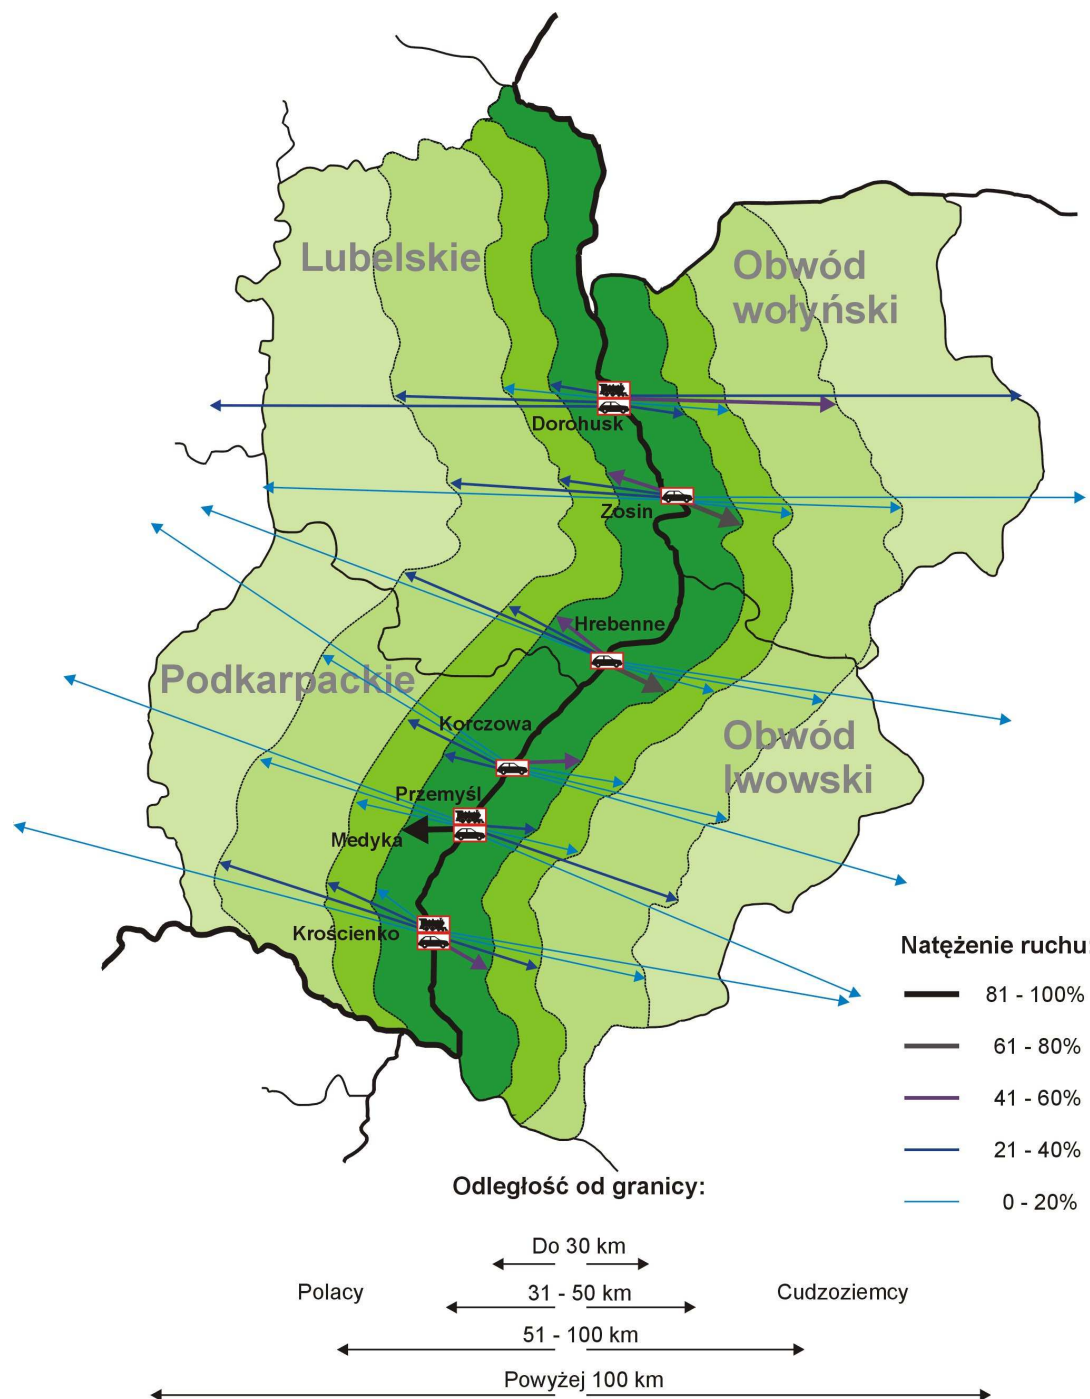 Lubelskie
Obwód
wołyński
Dorohusk
Zosin
Hrebenne
Podkarpackie
Korczowa
Obwód
lwowski
Przemyśl
Medyka
Krościenko
Natężenie ruchu:
81 - 100%
61 - 80%
41 - 60%
21 - 40%
0 - 20%
Odległość od granicy:
Do 30 km
Polacy
31 - 50 km
Cudzoziemcy
51 - 100 km
Powyżej 100 km